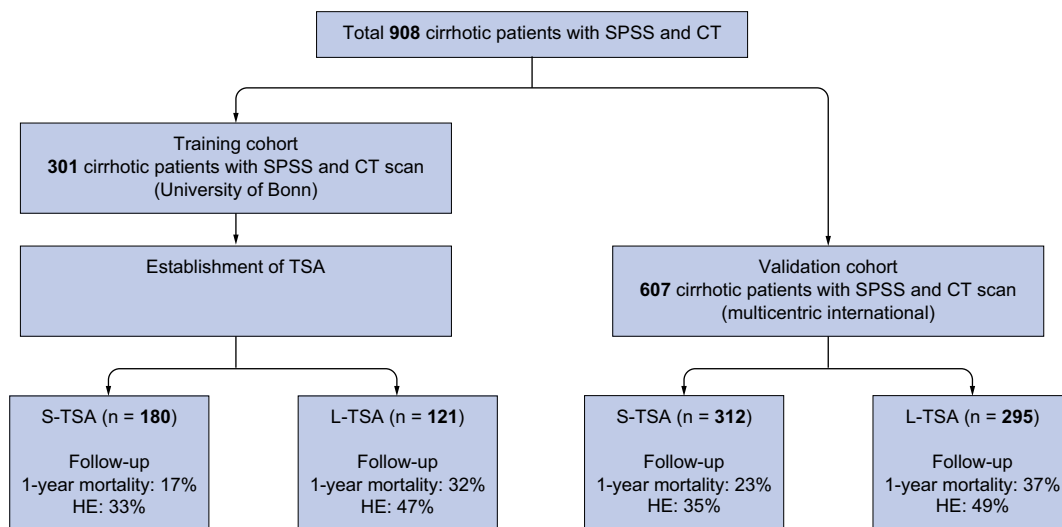 Total 908 cirrhotic patients with SPSS and CT
Training cohort
301 cirrhotic patients with SPSS and CT scan
(University of Bonn)
Establishment of TSA
Validation cohort
607 cirrhotic patients with SPSS and CT scan
(multicentric international)
S-TSA (n = 180)
Follow-up
1-year mortality: 17%
HE: 33%
L-TSA (n = 121)
Follow-up
1-year mortality: 32%
HE: 47%
S-TSA (n = 312)
Follow-up
1-year mortality: 23%
HE: 35%
L-TSA (n = 295)
Follow-up
1-year mortality: 37%
HE: 49%